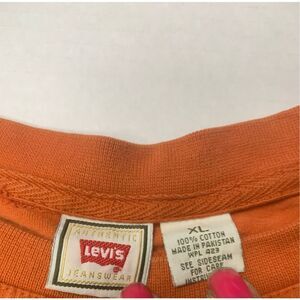 AUTHENTIC
Levi's
JEANSWEAR
XL
100% COTTON
MADE IN PAKISTAN
WPL 423
SEE SIDESEAM
FOR CARE